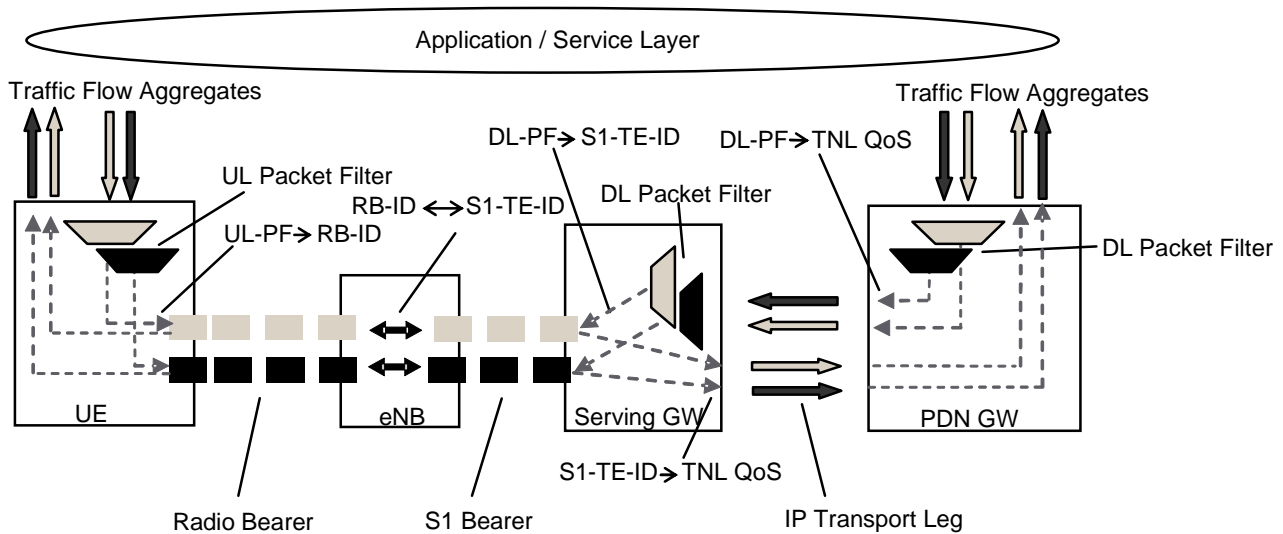 Application / Service Layer
Traffic Flow Aggregates
Traffic Flow Aggregates
DL-PF → S1-TE-ID
DL-PF → TNL QoS
UL Packet Filter
DL Packet Filter
RB-ID ↔ S1-TE-ID
UL-PF → RB-ID
DL Packet Filter
UE
eNB
Serving GW
PDN GW
S1-TE-ID → TNL QoS
Radio Bearer
S1 Bearer
IP Transport Leg